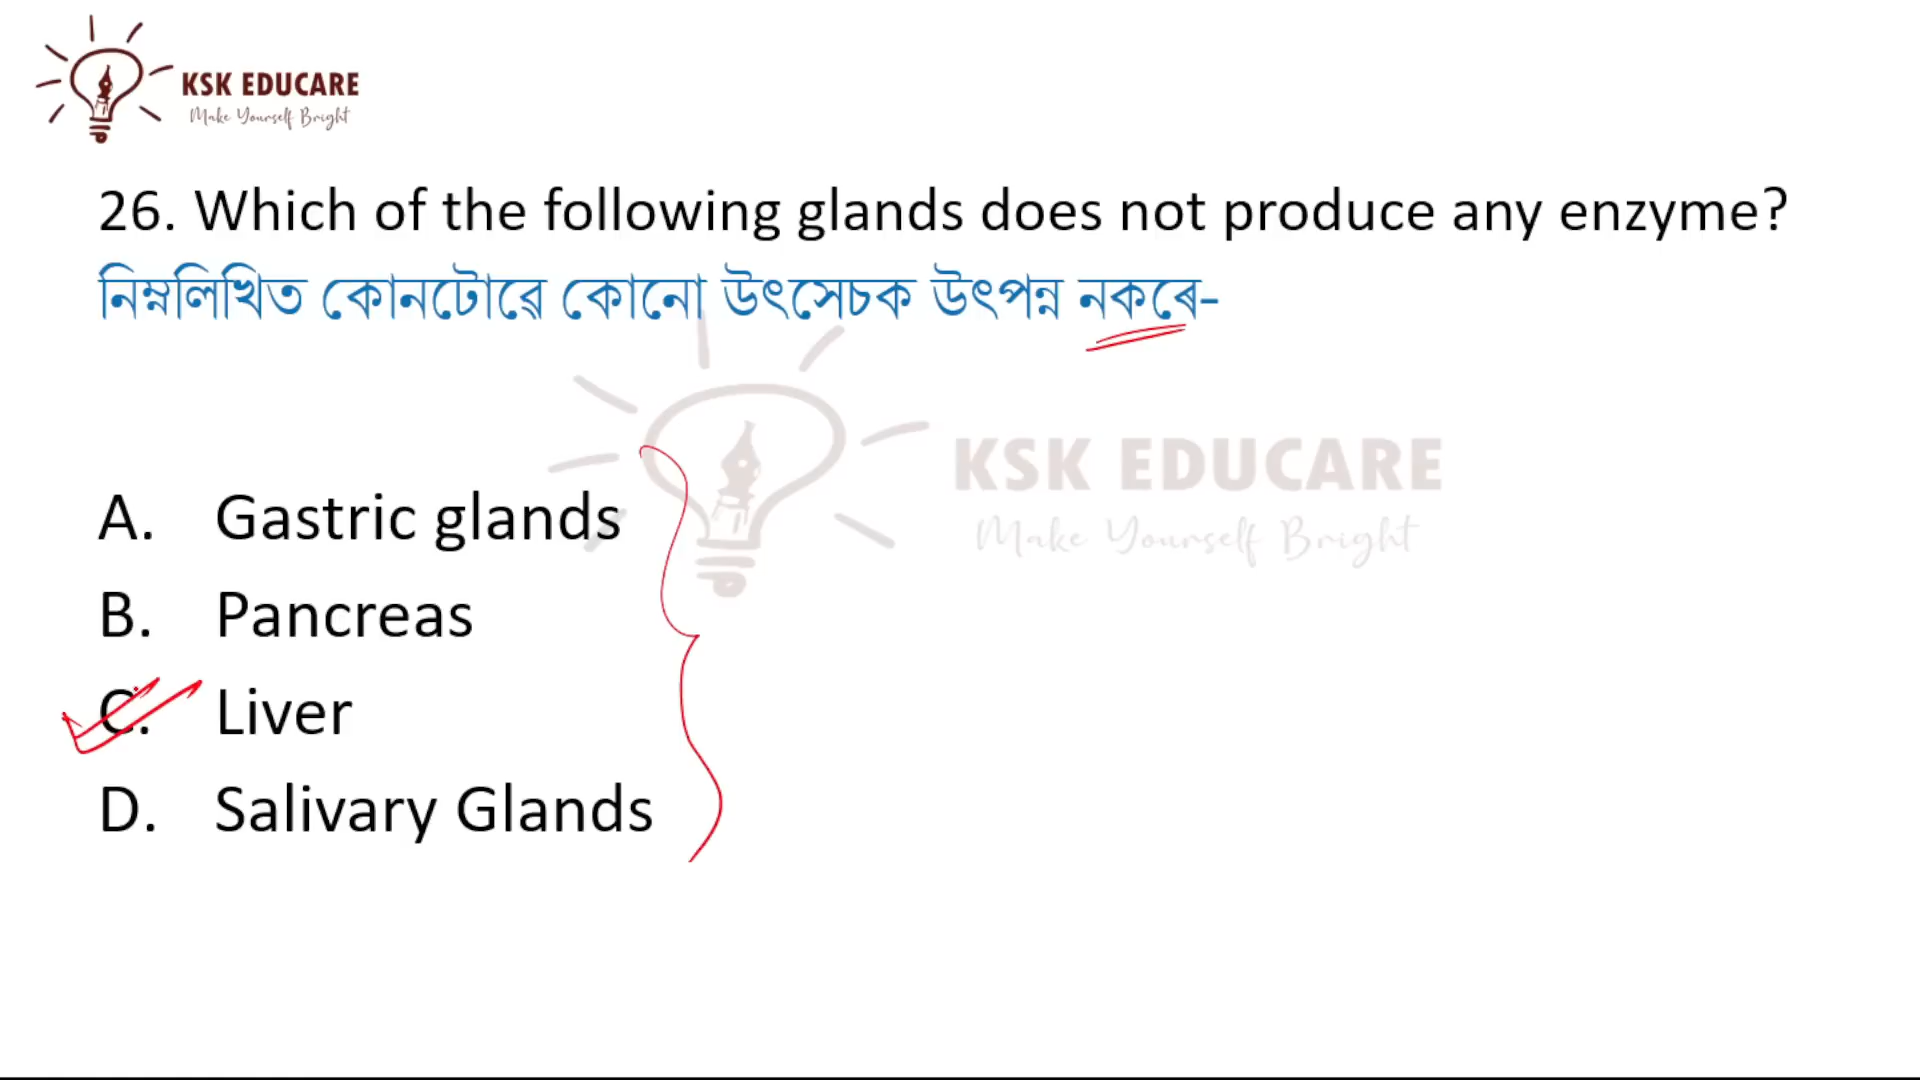 KSK EDUCARE
Make Yourself Bright
26. Which of the following glands does not produce any enzyme?
নিম্নলিখিত কোনটোৱে কোনো উৎসেচক উৎপন্ন নকৰে-
KSK EDUCARE
Make Yourself Bright
A. Gastric glands
B. Pancreas
C. Liver
D. Salivary Glands